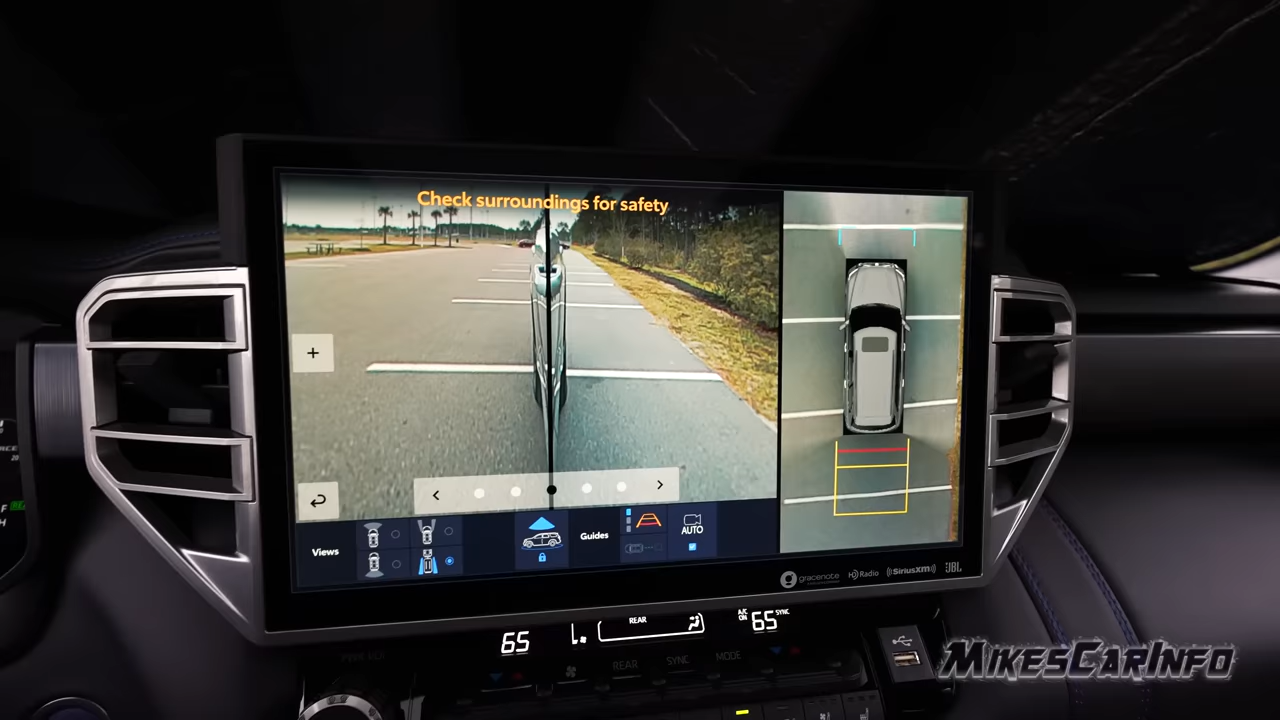 Check surroundings for safety
+
<
>
Views
Guides
AUTO
gracenote
HD Radio
SiriusXM
JBL
65
REAR
A/C
ON
65
SYNC
REAR
SYNC
MODE
MIKESCARINFO